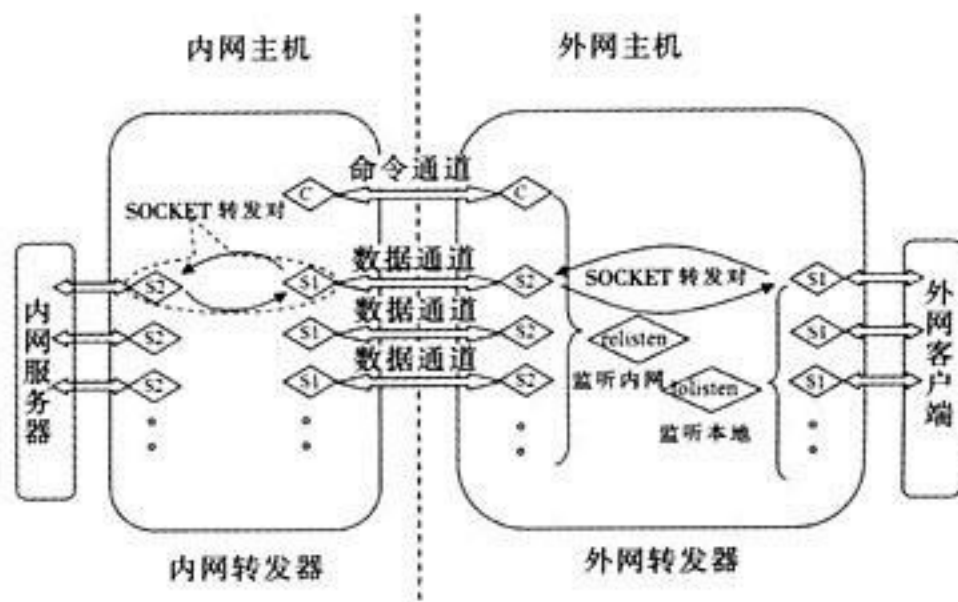 内网主机
外网主机
命令通道
C
C
SOCKET 转发对
数据通道
S2
S1
S2
SOCKET 转发对
S1
数据通道
S2
S1
S2
relisten
S1
数据通道
S2
S1
S2
监听内网
tolisten
S1
监听本地
内网服务器
外网客户端
内网转发器
外网转发器